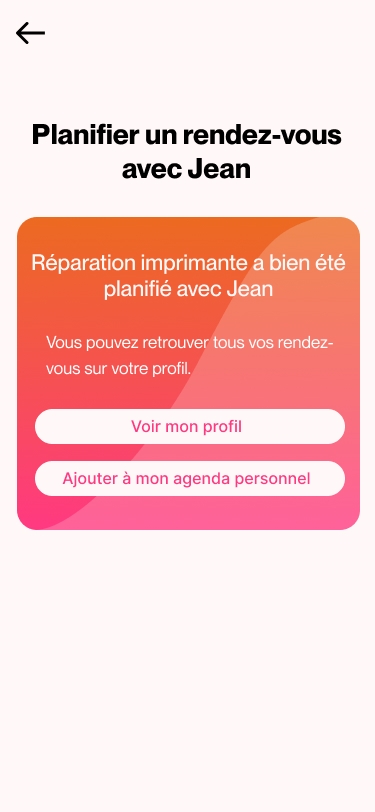 Planifier un rendez-vous
avec Jean
Réparation imprimante a bien été
planifié avec Jean
Vous pouvez retrouver tous vos rendez-
vous sur votre profil.
Voir mon profil
Ajouter à mon agenda personnel